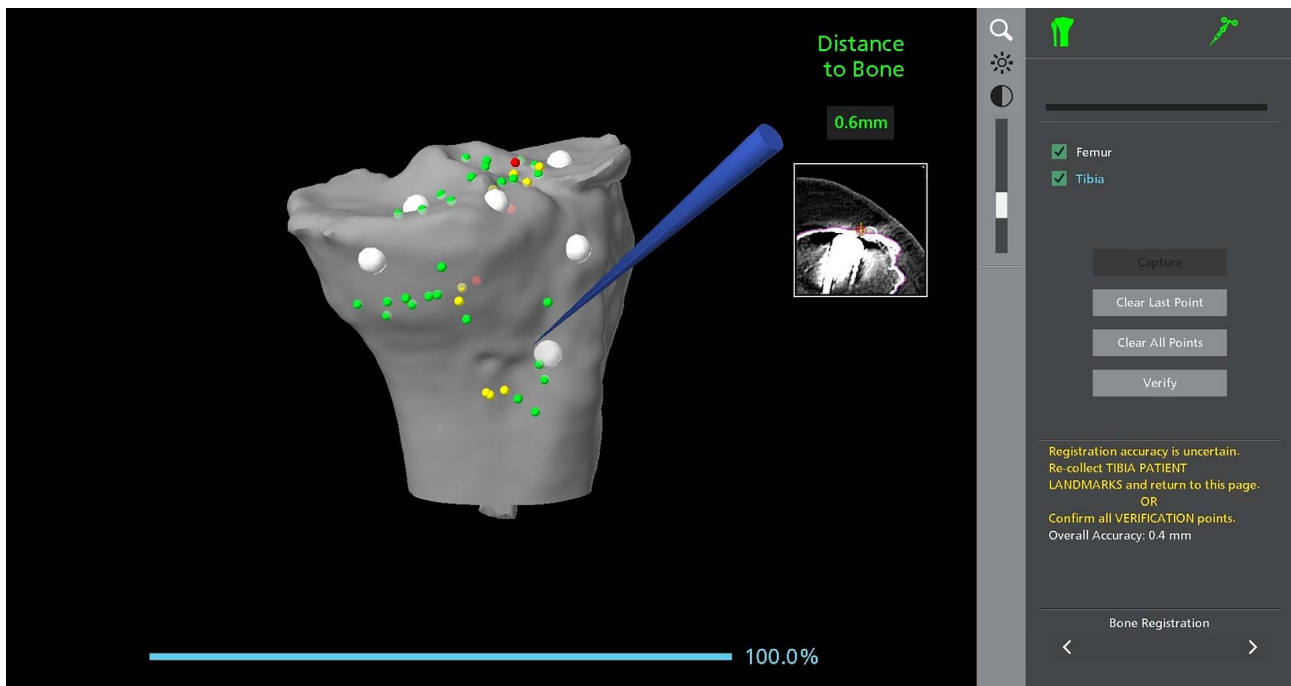 Distance
to Bone
0.6mm
Femur
Tibia
Capture
Clear Last Point
Clear All Points
Verify
Registration accuracy is uncertain.
Re-collect TIBIA PATIENT
LANDMARKS and return to this page.
OR
Confirm all VERIFICATION points.
Overall Accuracy: 0.4 mm
Bone Registration
100.0%